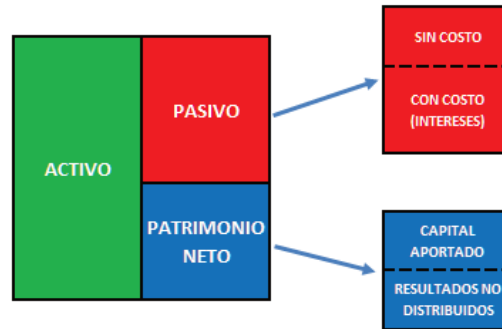 ACTIVO
PASIVO
PATRIMONIO
NETO
SIN COSTO
CON COSTO
(INTERESES)
CAPITAL
APORTADO
RESULTADOS NO
DISTRIBUIDOS